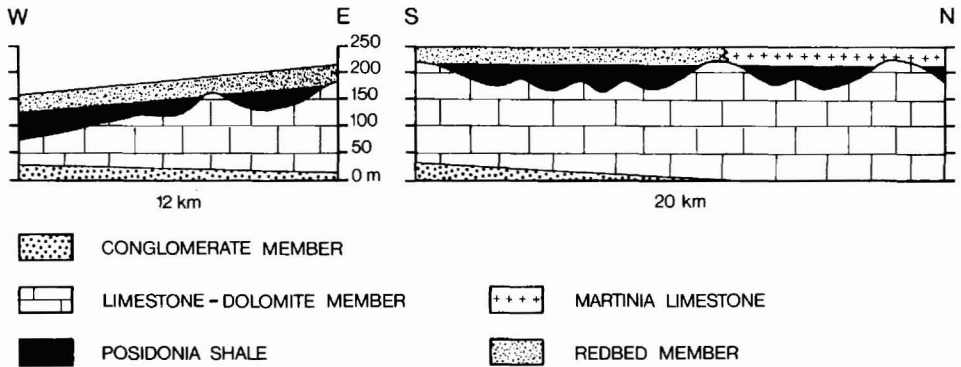 W E S N
250
200
150
100
50
0 m
12 km 20 km
CONGLOMERATE MEMBER
LIMESTONE-DOLOMITE MEMBER
MARTINIA LIMESTONE
POSIDONIA SHALE
REDBED MEMBER